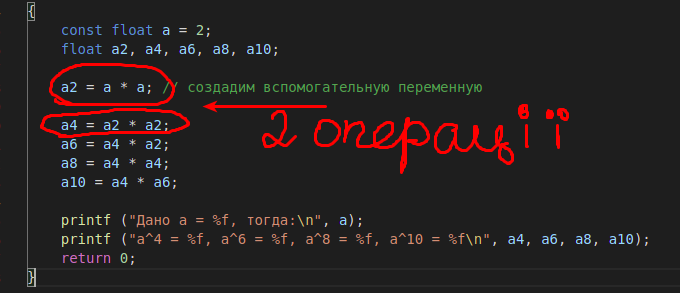 {
const float a = 2;
float a2, a4, a6, a8, a10;
a2 = a * a; // создадим вспомогательную переменную
a4 = a2 * a2;
2 операції
a6 = a4 * a2;
a8 = a4 * a4;
a10 = a4 * a6;
printf ("Дано a = %f, тогда:\n", a);
printf ("a^4 = %f, a^6 = %f, a^8 = %f, a^10 = %f\n", a4, a6, a8, a10);
return 0;
}